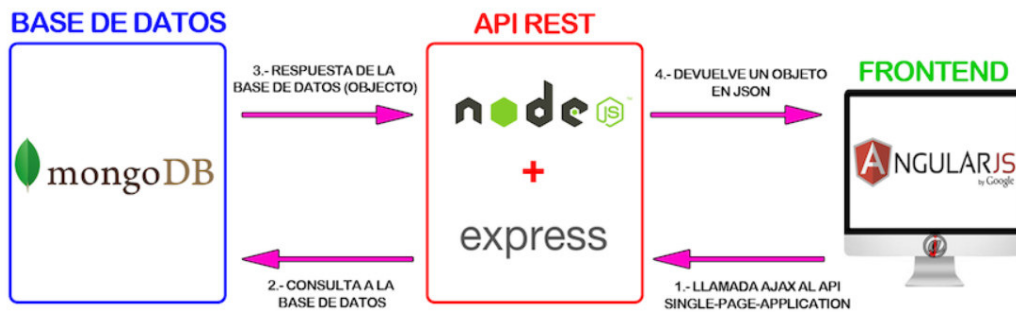 BASE DE DATOS
API REST
FRONTEND
3.- RESPUESTA DE LA
BASE DE DATOS (OBJECTO)
4.- DEVUELVE UN OBJETO
EN JSON
mongoDB
node JS
+
express
ANGULARJS
by Google
2.- CONSULTA A LA
BASE DE DATOS
1.- LLAMADA AJAX AL API
SINGLE-PAGE-APPLICATION